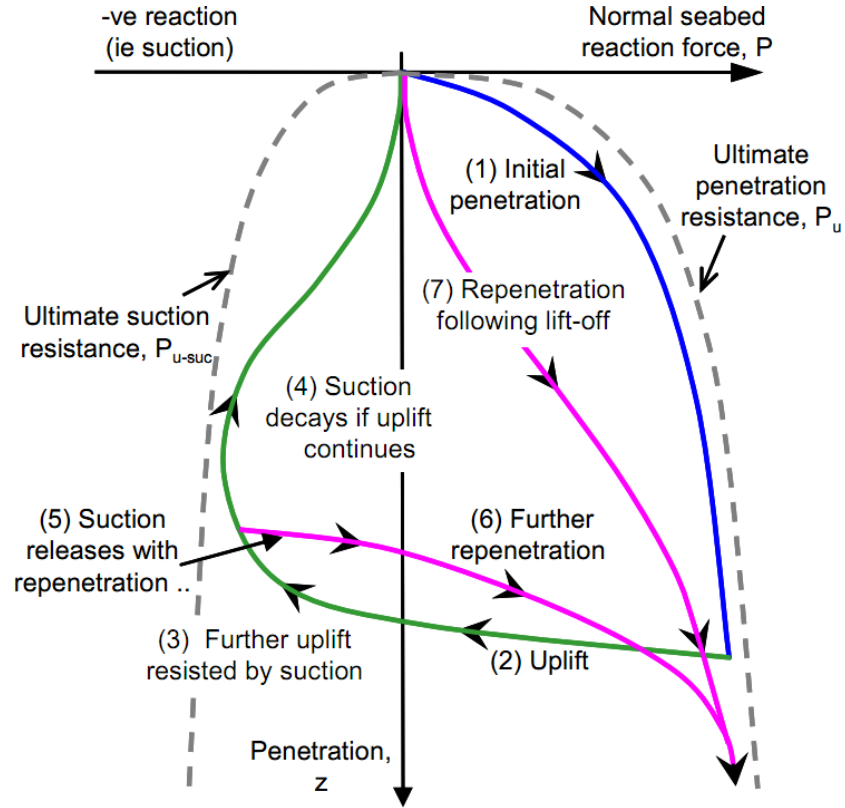 -ve reaction
(ie suction)
Normal seabed
reaction force, P
(1) Initial
penetration
Ultimate
penetration
resistance, Pu
(7) Repenetration
following lift-off
Ultimate suction
resistance, Pu-suc
(4) Suction
decays if uplift
continues
(5) Suction
releases with
repenetration ..
(6) Further
repenetration
(3) Further uplift
resisted by suction
(2) Uplift
Penetration,
z